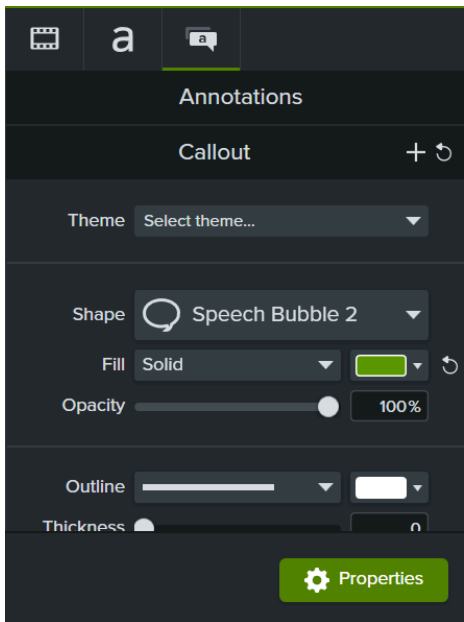 a
a
Annotations
Callout
Theme Select theme...
Shape Speech Bubble 2
Fill Solid
Opacity 100%
Outline
Thickness 0
Properties